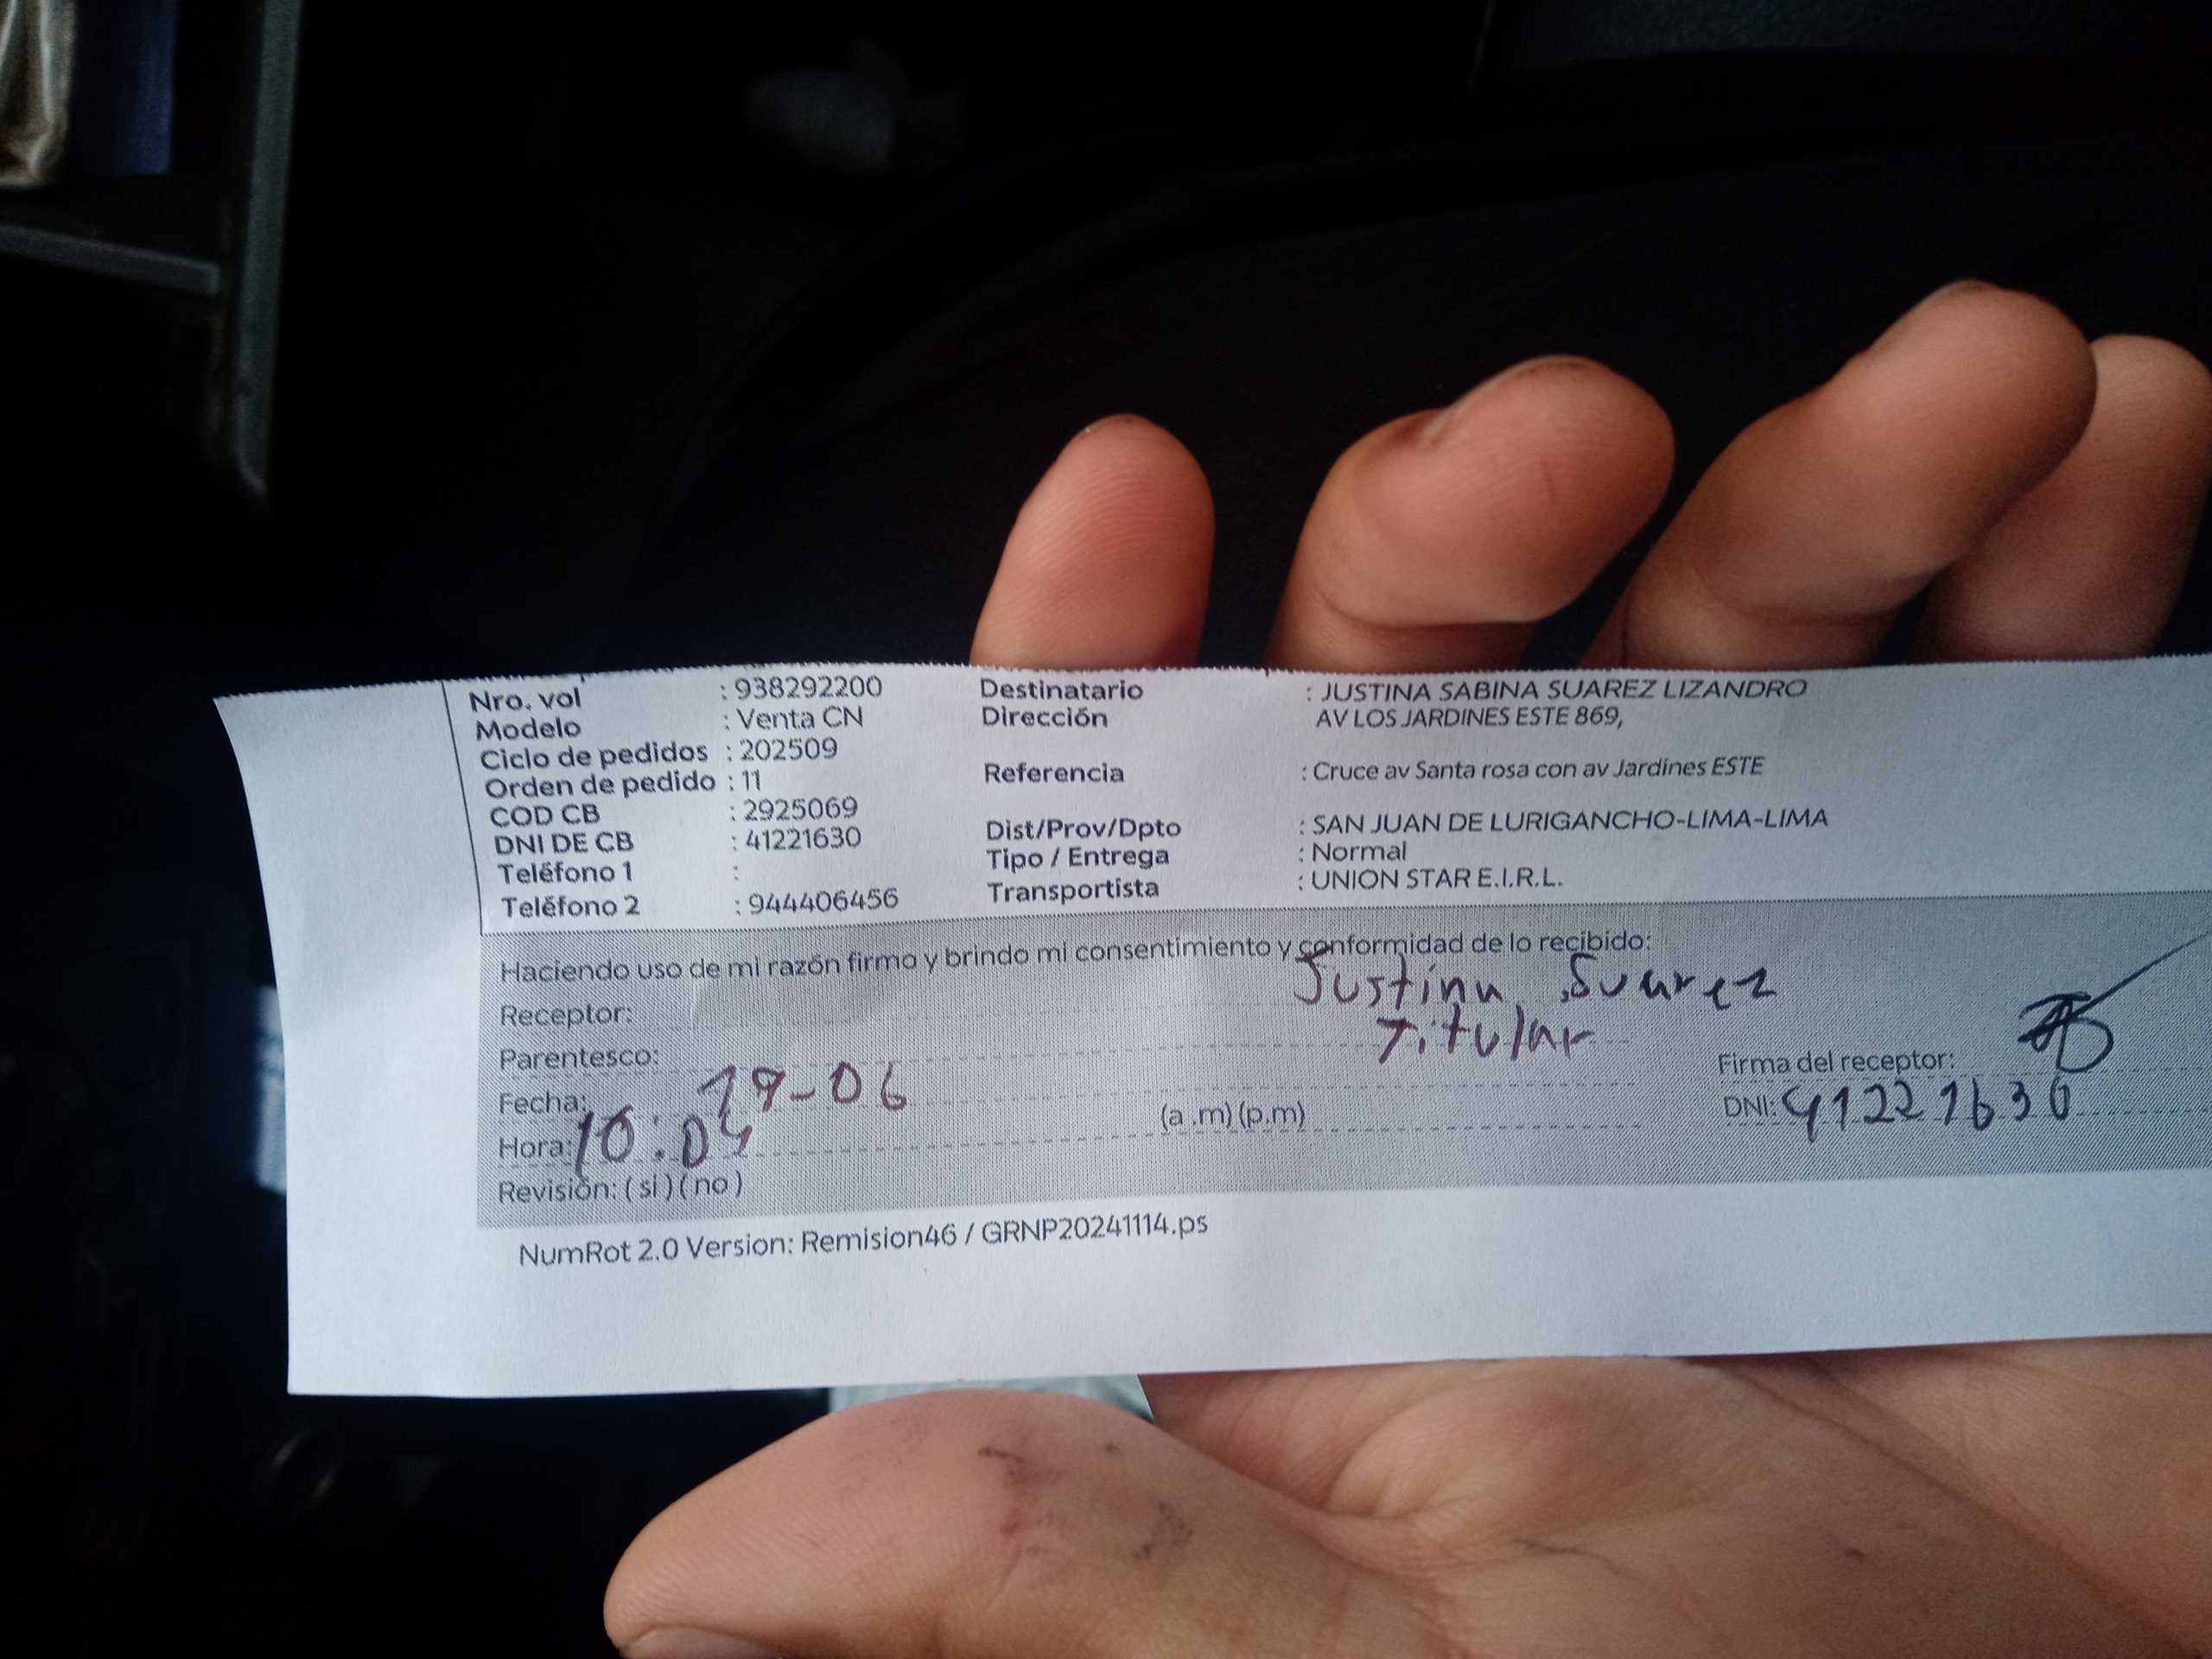 Nro. vol : 938292200 Destinatario : JUSTINA SABINA SUAREZ LIZANDRO
Modelo : Venta CN Dirección AV LOS JARDINES ESTE 869,
Ciclo de pedidos : 202509
Orden de pedido : 11 Referencia : Cruce av Santa rosa con av Jardines ESTE
COD CB : 2925069
DNI DE CB : 41221630 Dist/Prov/Dpto : SAN JUAN DE LURIGANCHO-LIMA-LIMA
Teléfono 1 : Tipo / Entrega : Normal
Teléfono 2 : 944406456 Transportista : UNION STAR E.I.R.L.
Haciendo uso de mi razón firmo y brindo mi consentimiento y conformidad de lo recibido:
Receptor: Justina Suarez
Parentesco: Titular
Fecha: 19-06 Firma del receptor:
Hora: 10:04 (a .m) (p.m) DNI: 41221630
Revisión: ( si ) ( no )
NumRot 2.0 Version: Remision46 / GRNP20241114.ps